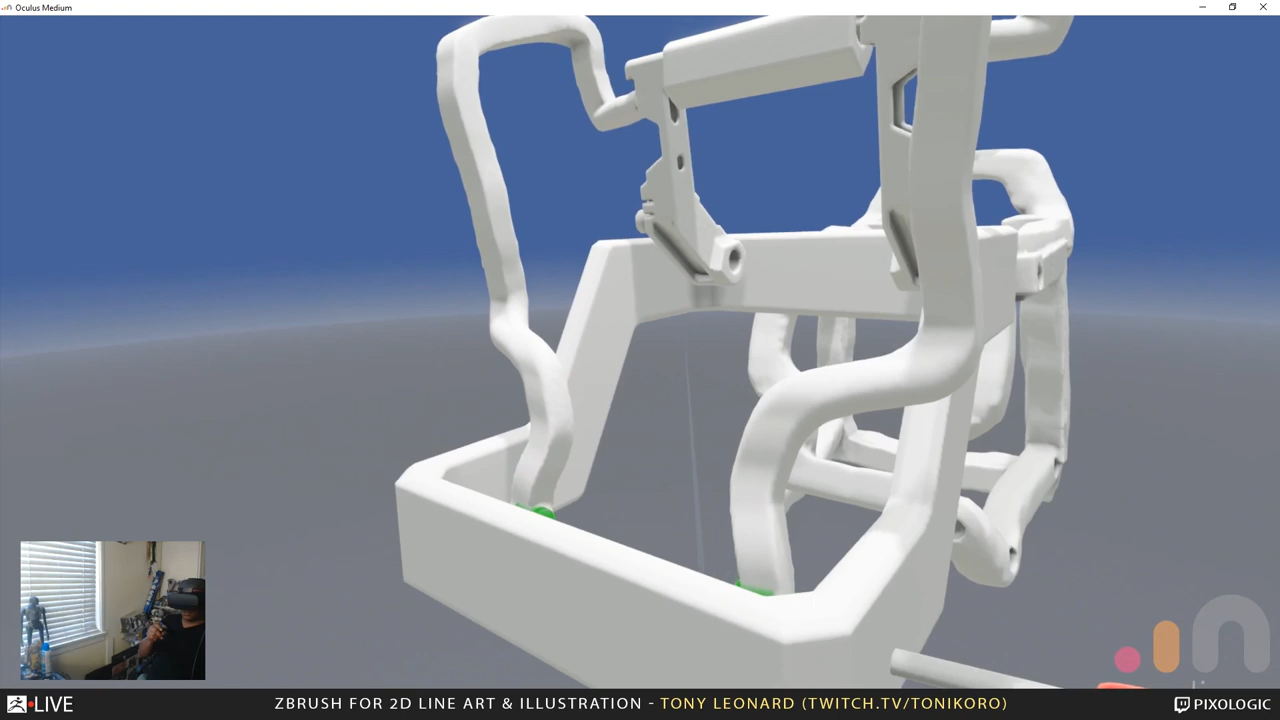 Oculus Medium
LIVE
ZBRUSH FOR 2D LINE ART & ILLUSTRATION - TONY LEONARD (TWITCH.TV/TONIKORO)
PIXOLOGIC